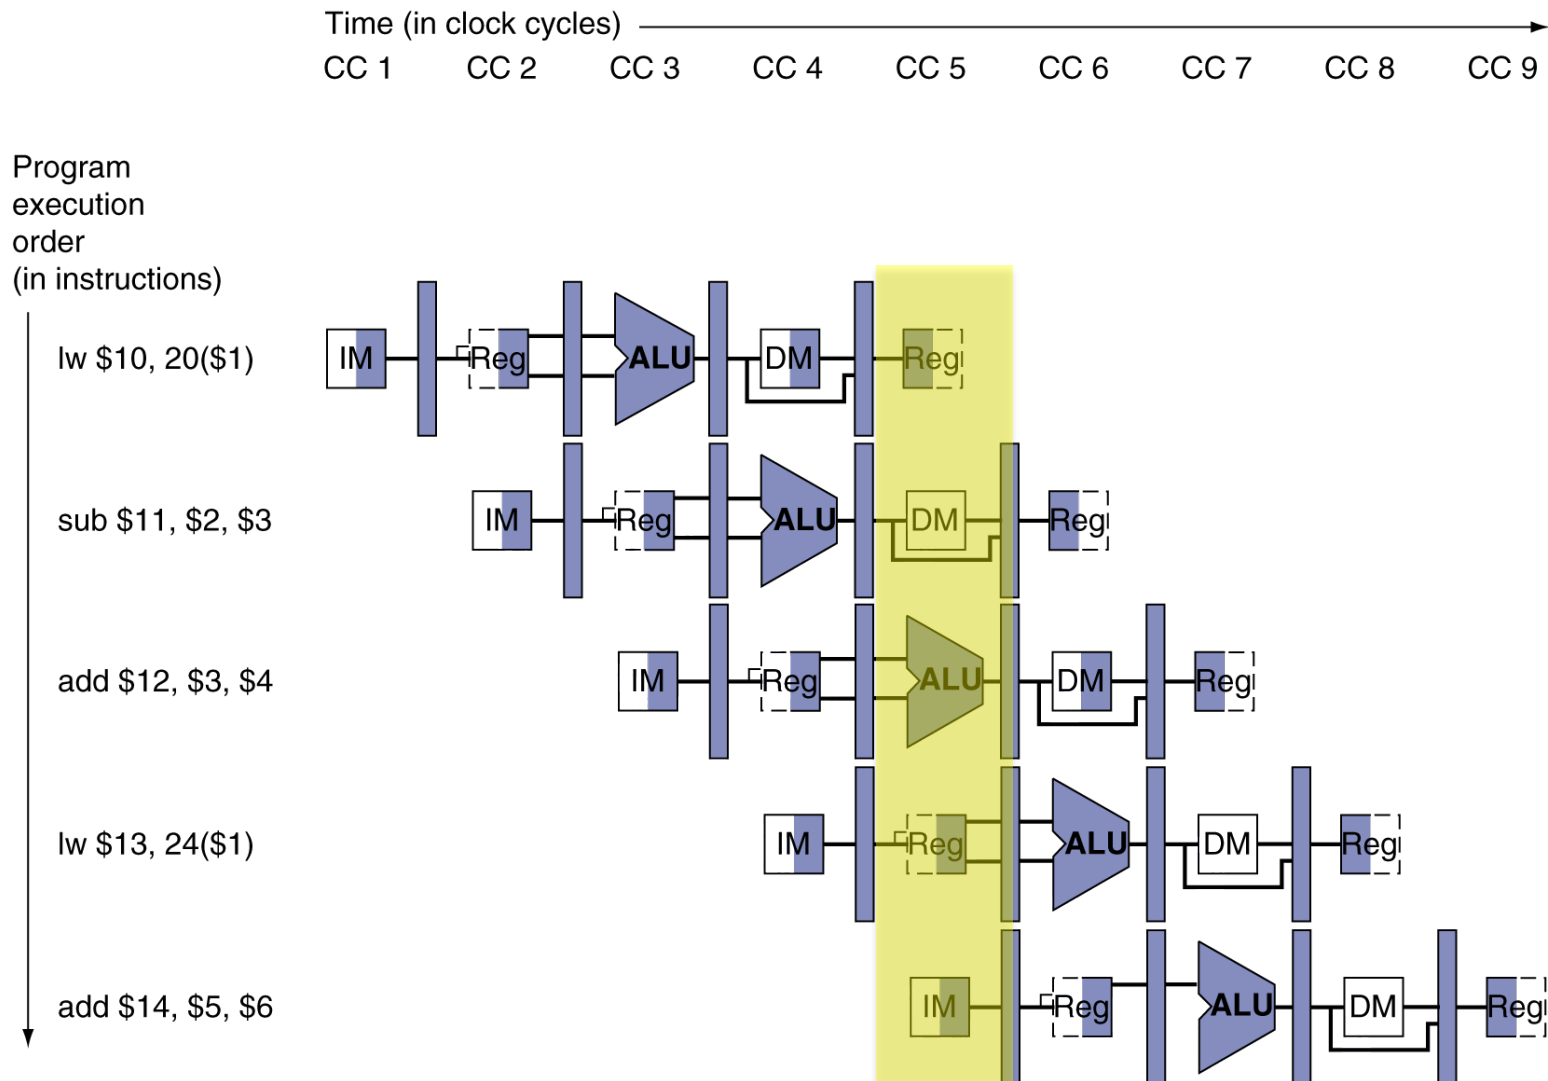 Time (in clock cycles)
CC 1 CC 2 CC 3 CC 4 CC 5 CC 6 CC 7 CC 8 CC 9
Program
execution
order
(in instructions)
lw $10, 20($1) IM Reg ALU DM Reg
sub $11, $2, $3 IM Reg ALU DM Reg
add $12, $3, $4 IM Reg ALU DM Reg
lw $13, 24($1) IM Reg ALU DM Reg
add $14, $5, $6 IM Reg ALU DM Reg